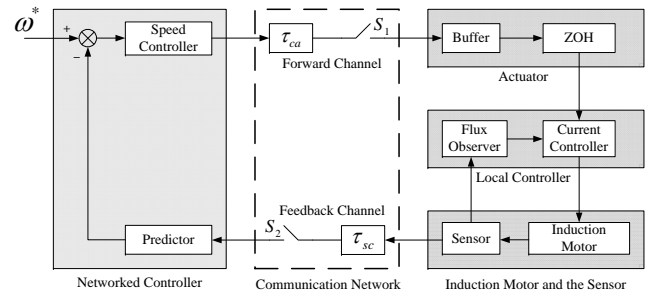 ω*
+
−
Speed
Controller
τca
S1
Forward Channel
Buffer
ZOH
Actuator
Flux
Observer
Current
Controller
Local Controller
Feedback Channel
S2
τsc
Predictor
Sensor
Induction
Motor
Networked Controller
Communication Network
Induction Motor and the Sensor